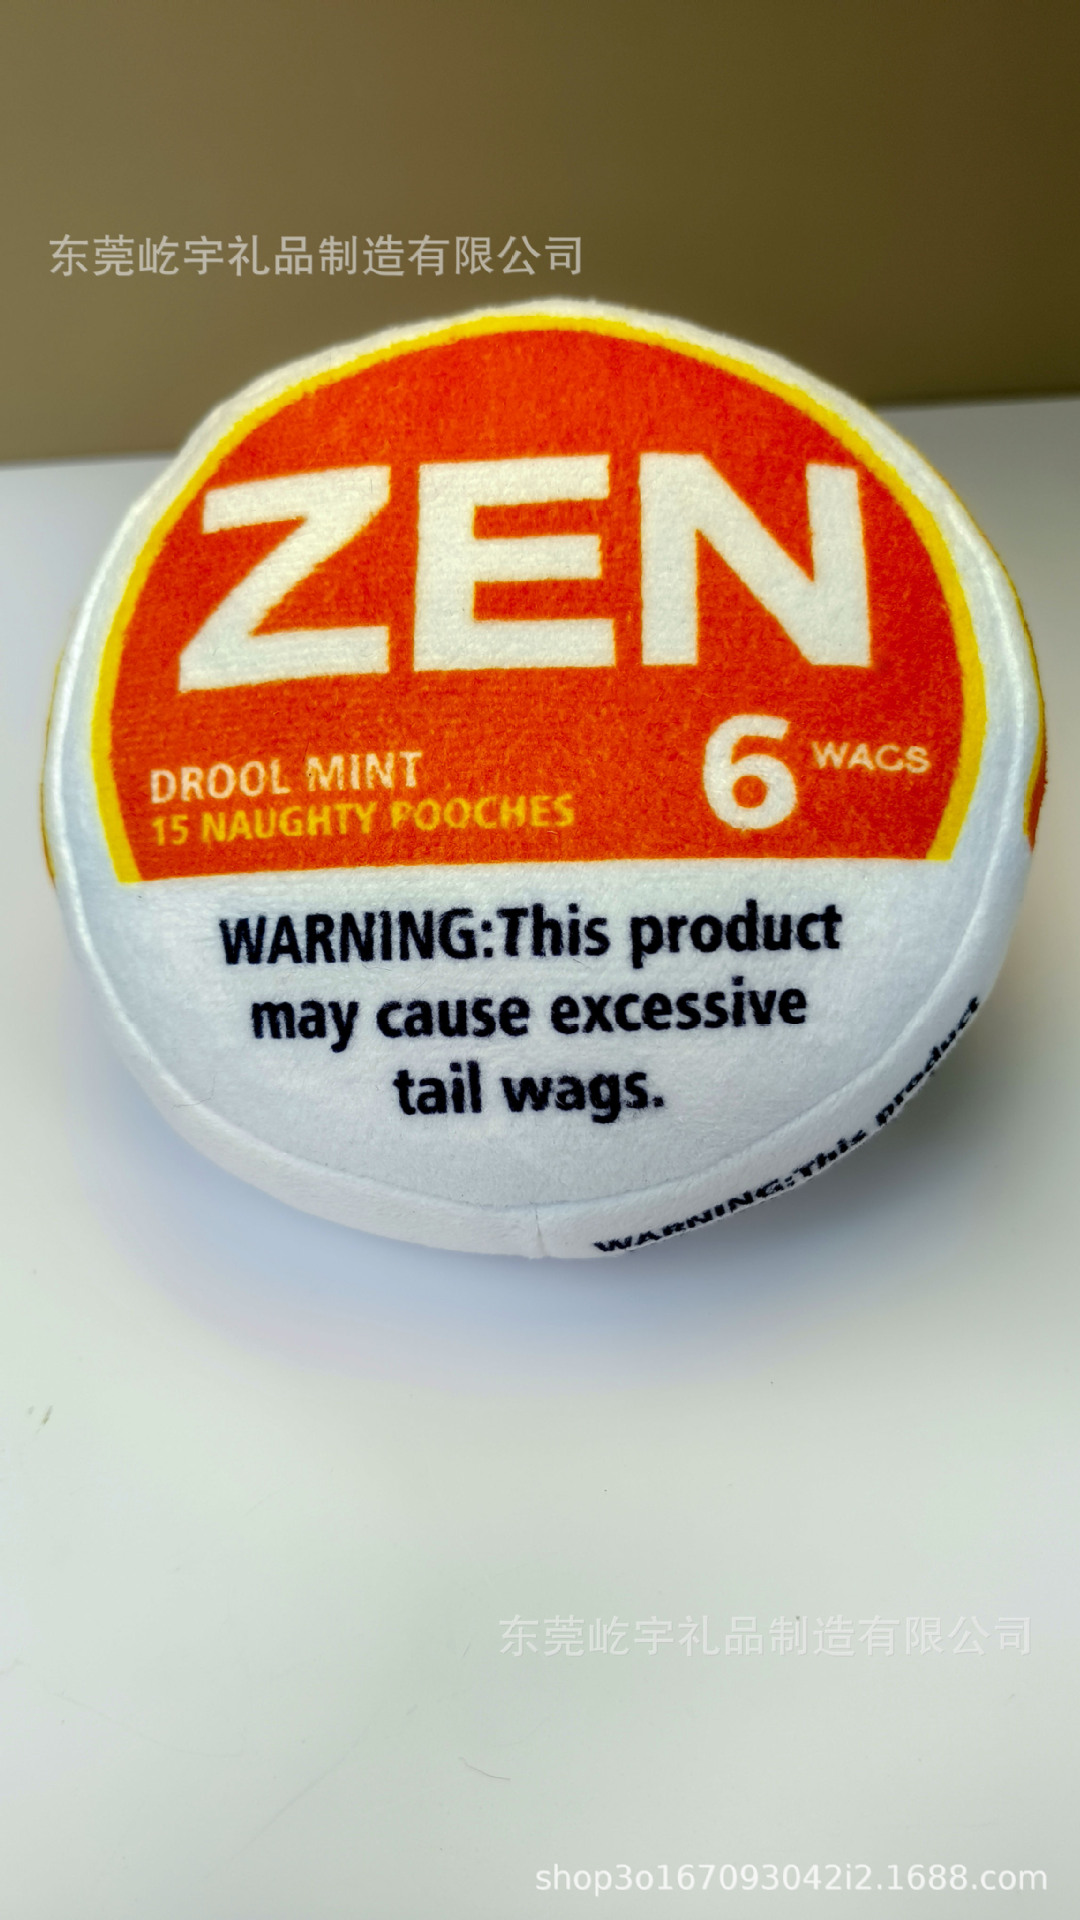 东莞屹宇礼品制造有限公司
ZEN
DROOL MINT
15 NAUGHTY POOCHES
6 WAGS
WARNING:This product
may cause excessive
tail wags.
WARNING:This product
东莞屹宇礼品制造有限公司
shop3o167093042i2.1688.com